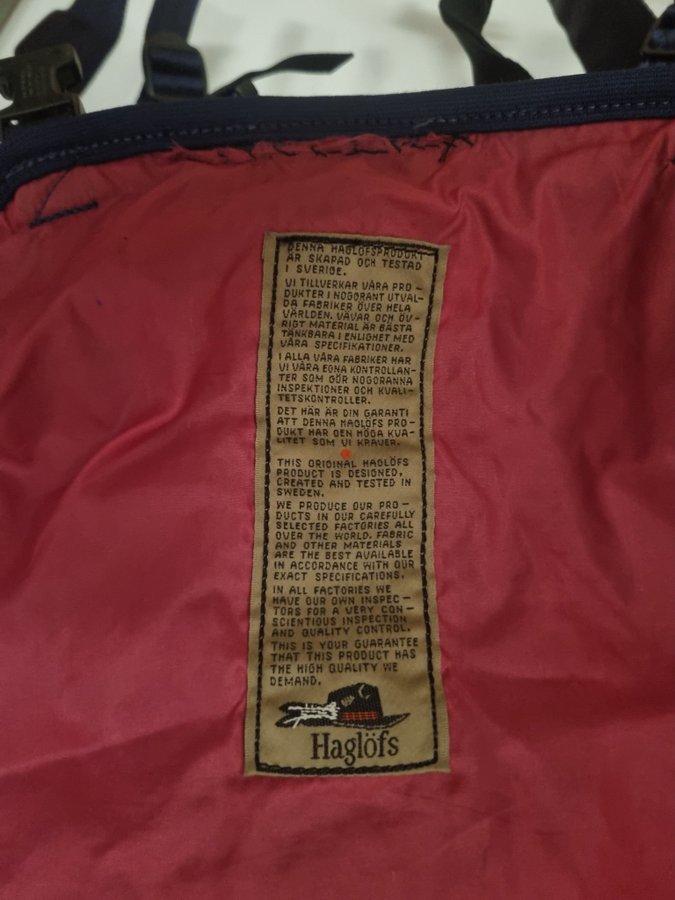 DENNA HAGLÖFSPRODUKT
ÄR SKAPAD OCH TESTAD
I SVERIGE.
VI TILLVERKAR VÅRA PRO-
DUKTER I NOGGRANT UTVAL-
DA FABRIKER ÖVER HELA
VÄRLDEN. VÄVAR OCH ÖV-
RIGT MATERIAL ÄR BÄSTA
TÄNKBARA I ENLIGHET MED
VÅRA SPECIFIKATIONER.
I ALLA VÅRA FABRIKER HAR
VI VÅRA EGNA KONTROLLAN-
TER SOM GÖR NOGGRANNA
INSPEKTIONER OCH KVALI-
TETSKONTROLLER.
DET HÄR ÄR DIN GARANTI
ATT DENNA HAGLÖFS PRO-
DUKT HAR DEN HÖGA KVA-
LITET SOM VI KRÄVER.
THIS ORIGINAL HAGLÖFS
PRODUCT IS DESIGNED,
CREATED AND TESTED IN
SWEDEN.
WE PRODUCE OUR PRO-
DUCTS IN OUR CAREFULLY
SELECTED FACTORIES ALL
OVER THE WORLD. FABRIC
AND OTHER MATERIALS
ARE THE BEST AVAILABLE
IN ACCORDANCE WITH OUR
EXACT SPECIFICATIONS.
IN ALL FACTORIES WE
HAVE OUR OWN INSPEC-
TORS FOR A VERY CON-
SCIENTIOUS INSPECTION
AND QUALITY CONTROL.
THIS IS YOUR GUARANTEE
THAT THIS PRODUCT HAS
THE HIGH QUALITY WE
DEMAND.
Haglöfs